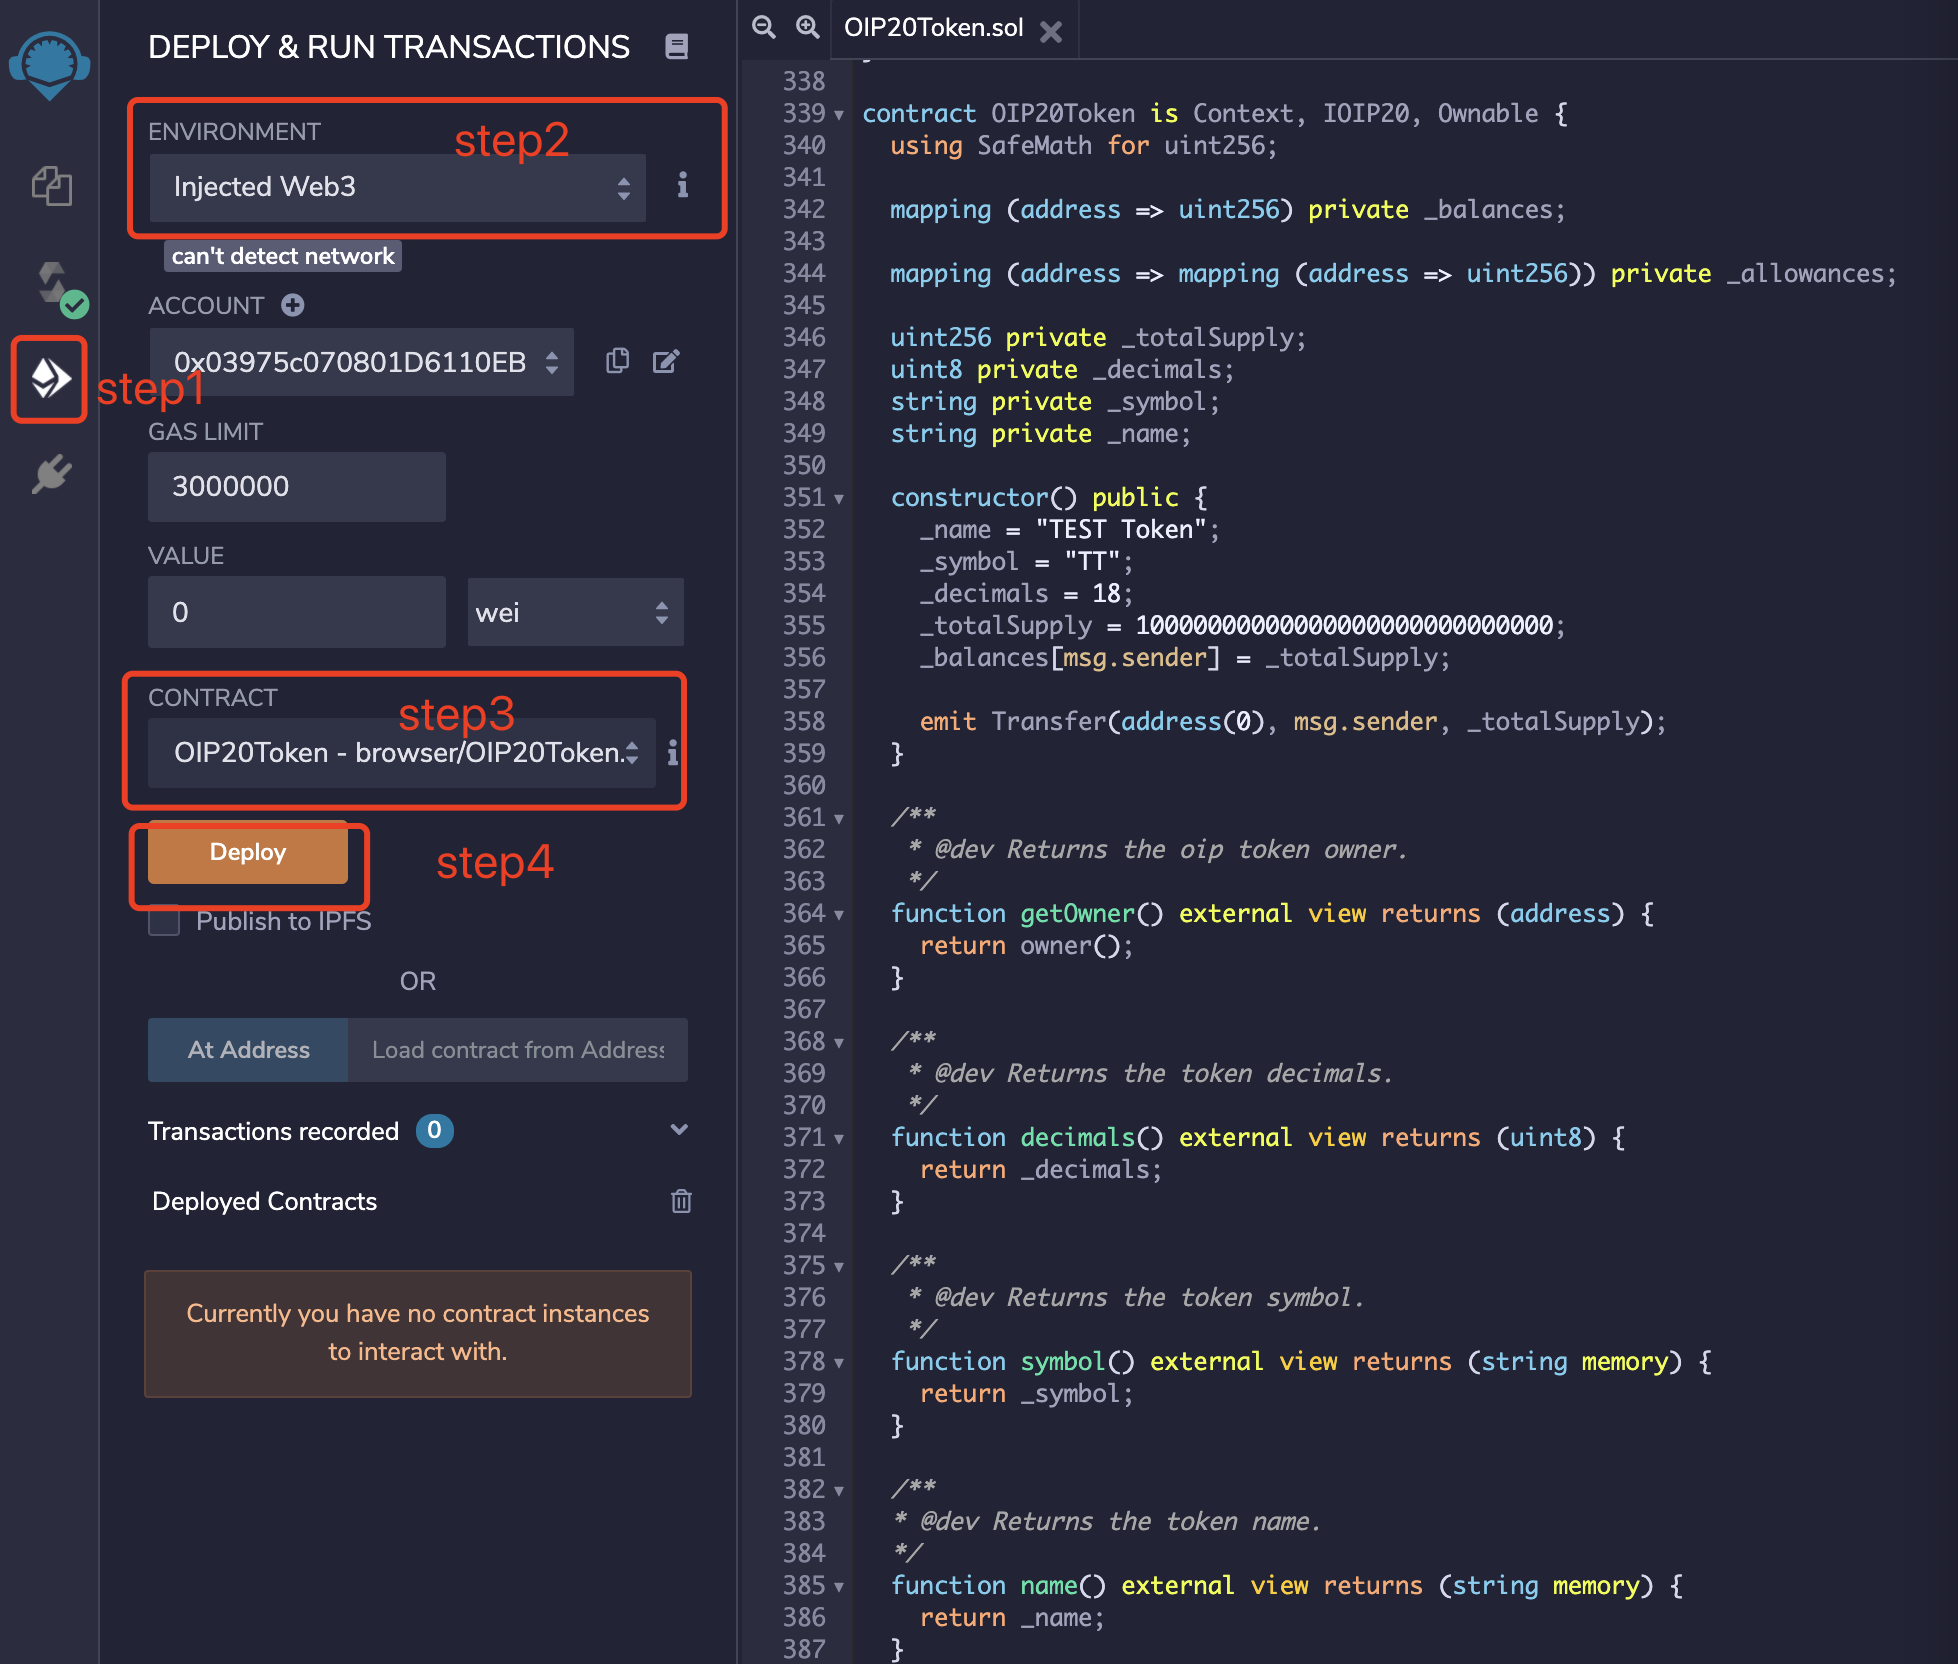 DEPLOY & RUN TRANSACTIONS
ENVIRONMENT
step2
Injected Web3
can't detect network
ACCOUNT
0x03975c070801D6110EB
step1
GAS LIMIT
3000000
VALUE
0
wei
CONTRACT
step3
OIP20Token - browser/OIP20Token.
Deploy
step4
Publish to IPFS
OR
At Address
Load contract from Address
Transactions recorded 0
Deployed Contracts
Currently you have no contract instances
to interact with.
OIP20Token.sol
338
339 contract OIP20Token is Context, IOIP20, Ownable {
340 using SafeMath for uint256;
341
342 mapping (address => uint256) private _balances;
343
344 mapping (address => mapping (address => uint256)) private _allowances;
345
346 uint256 private _totalSupply;
347 uint8 private _decimals;
348 string private _symbol;
349 string private _name;
350
351 constructor() public {
352 _name = "TEST Token";
353 _symbol = "TT";
354 _decimals = 18;
355 _totalSupply = 10000000000000000000000000000;
356 _balances[msg.sender] = _totalSupply;
357
358 emit Transfer(address(0), msg.sender, _totalSupply);
359 }
360
361 /**
362 * @dev Returns the oip token owner.
363 */
364 function getOwner() external view returns (address) {
365 return owner();
366 }
367
368 /**
369 * @dev Returns the token decimals.
370 */
371 function decimals() external view returns (uint8) {
372 return _decimals;
373 }
374
375 /**
376 * @dev Returns the token symbol.
377 */
378 function symbol() external view returns (string memory) {
379 return _symbol;
380 }
381
382 /**
383 * @dev Returns the token name.
384 */
385 function name() external view returns (string memory) {
386 return _name;
387 }